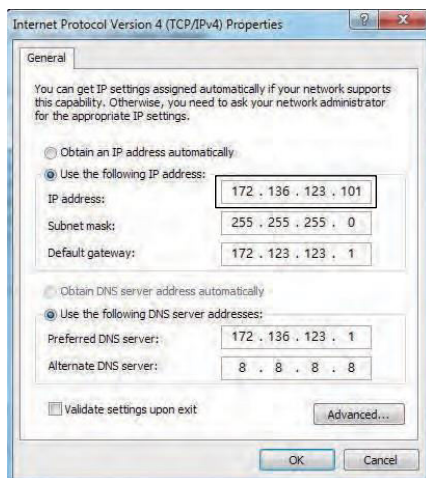 Internet Protocol Version 4 (TCP/IPv4) Properties
General
You can get IP settings assigned automatically if your network supports
this capability. Otherwise, you need to ask your network administrator
for the appropriate IP settings.
Obtain an IP address automatically
Use the following IP address:
IP address: 172 . 136 . 123 . 101
Subnet mask: 255 . 255 . 255 . 0
Default gateway: 172 . 123 . 123 . 1
Obtain DNS server address automatically
Use the following DNS server addresses:
Preferred DNS server: 172 . 136 . 123 . 1
Alternate DNS server: 8 . 8 . 8 . 8
Validate settings upon exit
Advanced...
OK Cancel